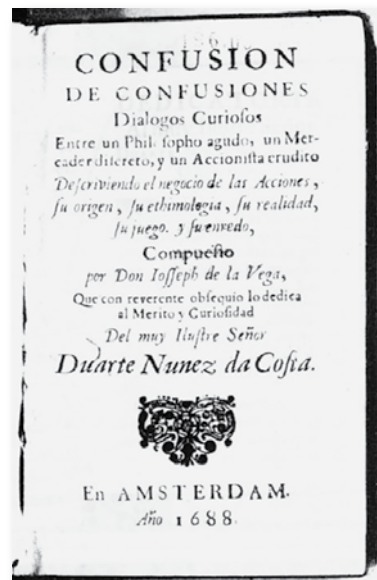 CONFUSION
DE CONFUSIONES
Dialogos Curiosos
Entre un Phil sopho agudo, un Mer-
cader discreto, y un Accionista erudito
Descriviendo el negocio de las Acciones,
su origen, su ethimologia, su realidad,
su juego. y su enredo,
Compuesto
por Don Iosseph de la Vega,
Que con reverente obsequio lo dedica
al Merito y Curiosidad
Del muy Ilustre Señor
Duarte Nunez da Costa.
En AMSTERDAM.
Año 1688.